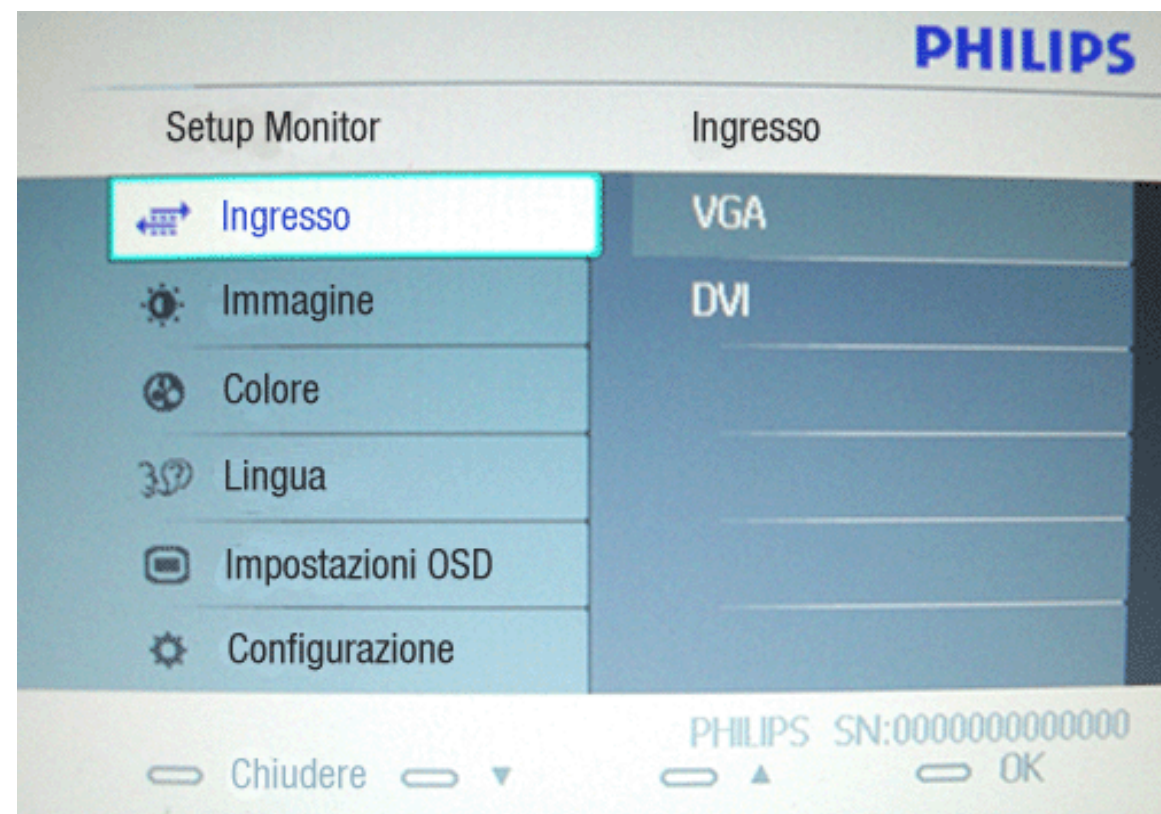 PHILIPS
Setup Monitor Ingresso
Ingresso VGA
Immagine DVI
Colore
Lingua
Impostazioni OSD
Configurazione
PHILIPS SN:0000000000000
Chiudere ▼ ▲ OK